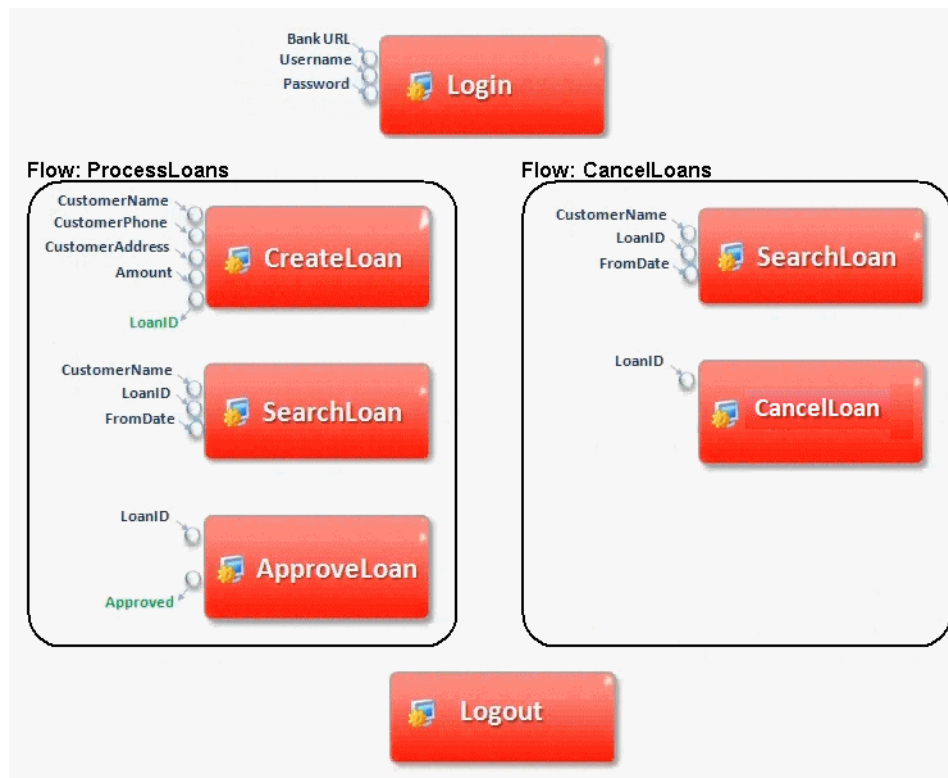 Bank URL
Username
Password
Login
Flow: ProcessLoans
CustomerName
CustomerPhone
CustomerAddress
Amount
LoanID
CreateLoan
CustomerName
LoanID
FromDate
SearchLoan
LoanID
Approved
ApproveLoan
Flow: CancelLoans
CustomerName
LoanID
FromDate
SearchLoan
LoanID
CancelLoan
Logout